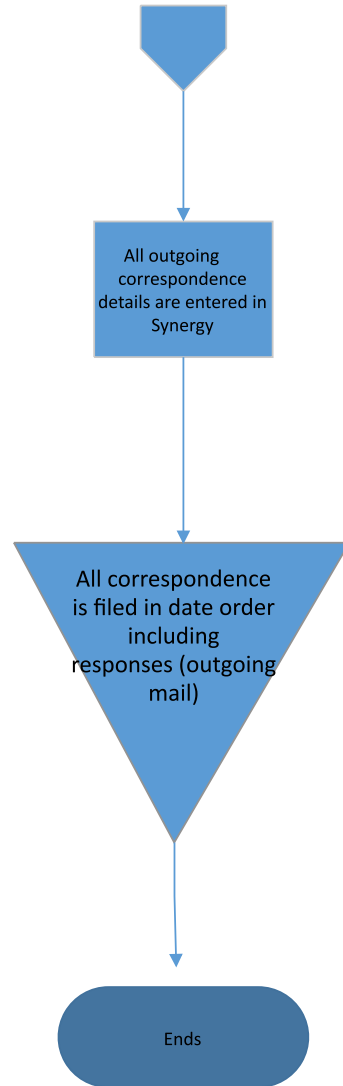 All outgoing
correspondence
details are entered in
Synergy
All correspondence
is filed in date order
including
responses (outgoing
mail)
Ends